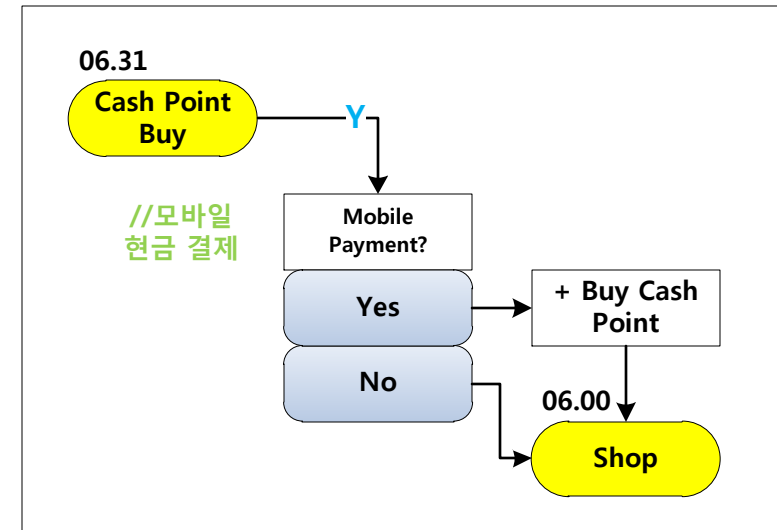 06.31
Cash Point
Buy
Y
//모바일
현금 결제
Mobile
Payment?
Yes
+ Buy Cash
Point
No
06.00
Shop